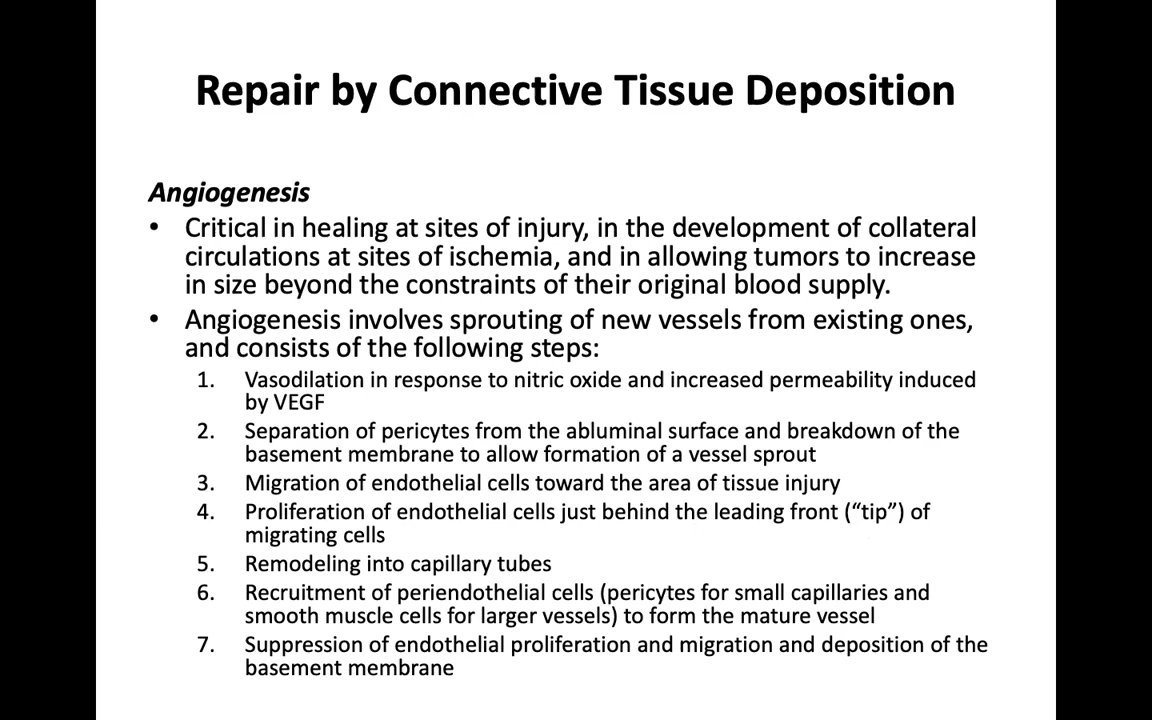 Repair by Connective Tissue Deposition
Angiogenesis
• Critical in healing at sites of injury, in the development of collateral
circulations at sites of ischemia, and in allowing tumors to increase
in size beyond the constraints of their original blood supply.
• Angiogenesis involves sprouting of new vessels from existing ones,
and consists of the following steps:
1. Vasodilation in response to nitric oxide and increased permeability induced
by VEGF
2. Separation of pericytes from the abluminal surface and breakdown of the
basement membrane to allow formation of a vessel sprout
3. Migration of endothelial cells toward the area of tissue injury
4. Proliferation of endothelial cells just behind the leading front (“tip”) of
migrating cells
5. Remodeling into capillary tubes
6. Recruitment of periendothelial cells (pericytes for small capillaries and
smooth muscle cells for larger vessels) to form the mature vessel
7. Suppression of endothelial proliferation and migration and deposition of the
basement membrane